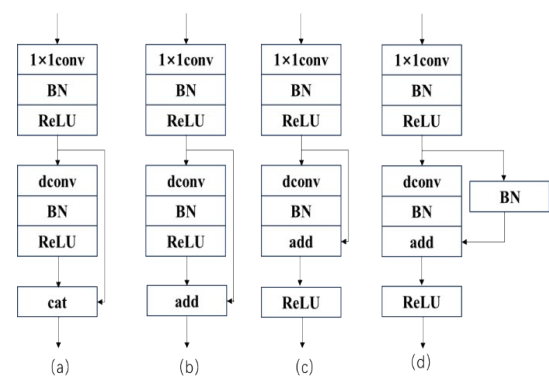 1×1conv
BN
ReLU
dconv
BN
ReLU
cat
(a)
1×1conv
BN
ReLU
dconv
BN
ReLU
add
(b)
1×1conv
BN
ReLU
dconv
BN
add
ReLU
(c)
1×1conv
BN
ReLU
dconv
BN
add
BN
ReLU
(d)